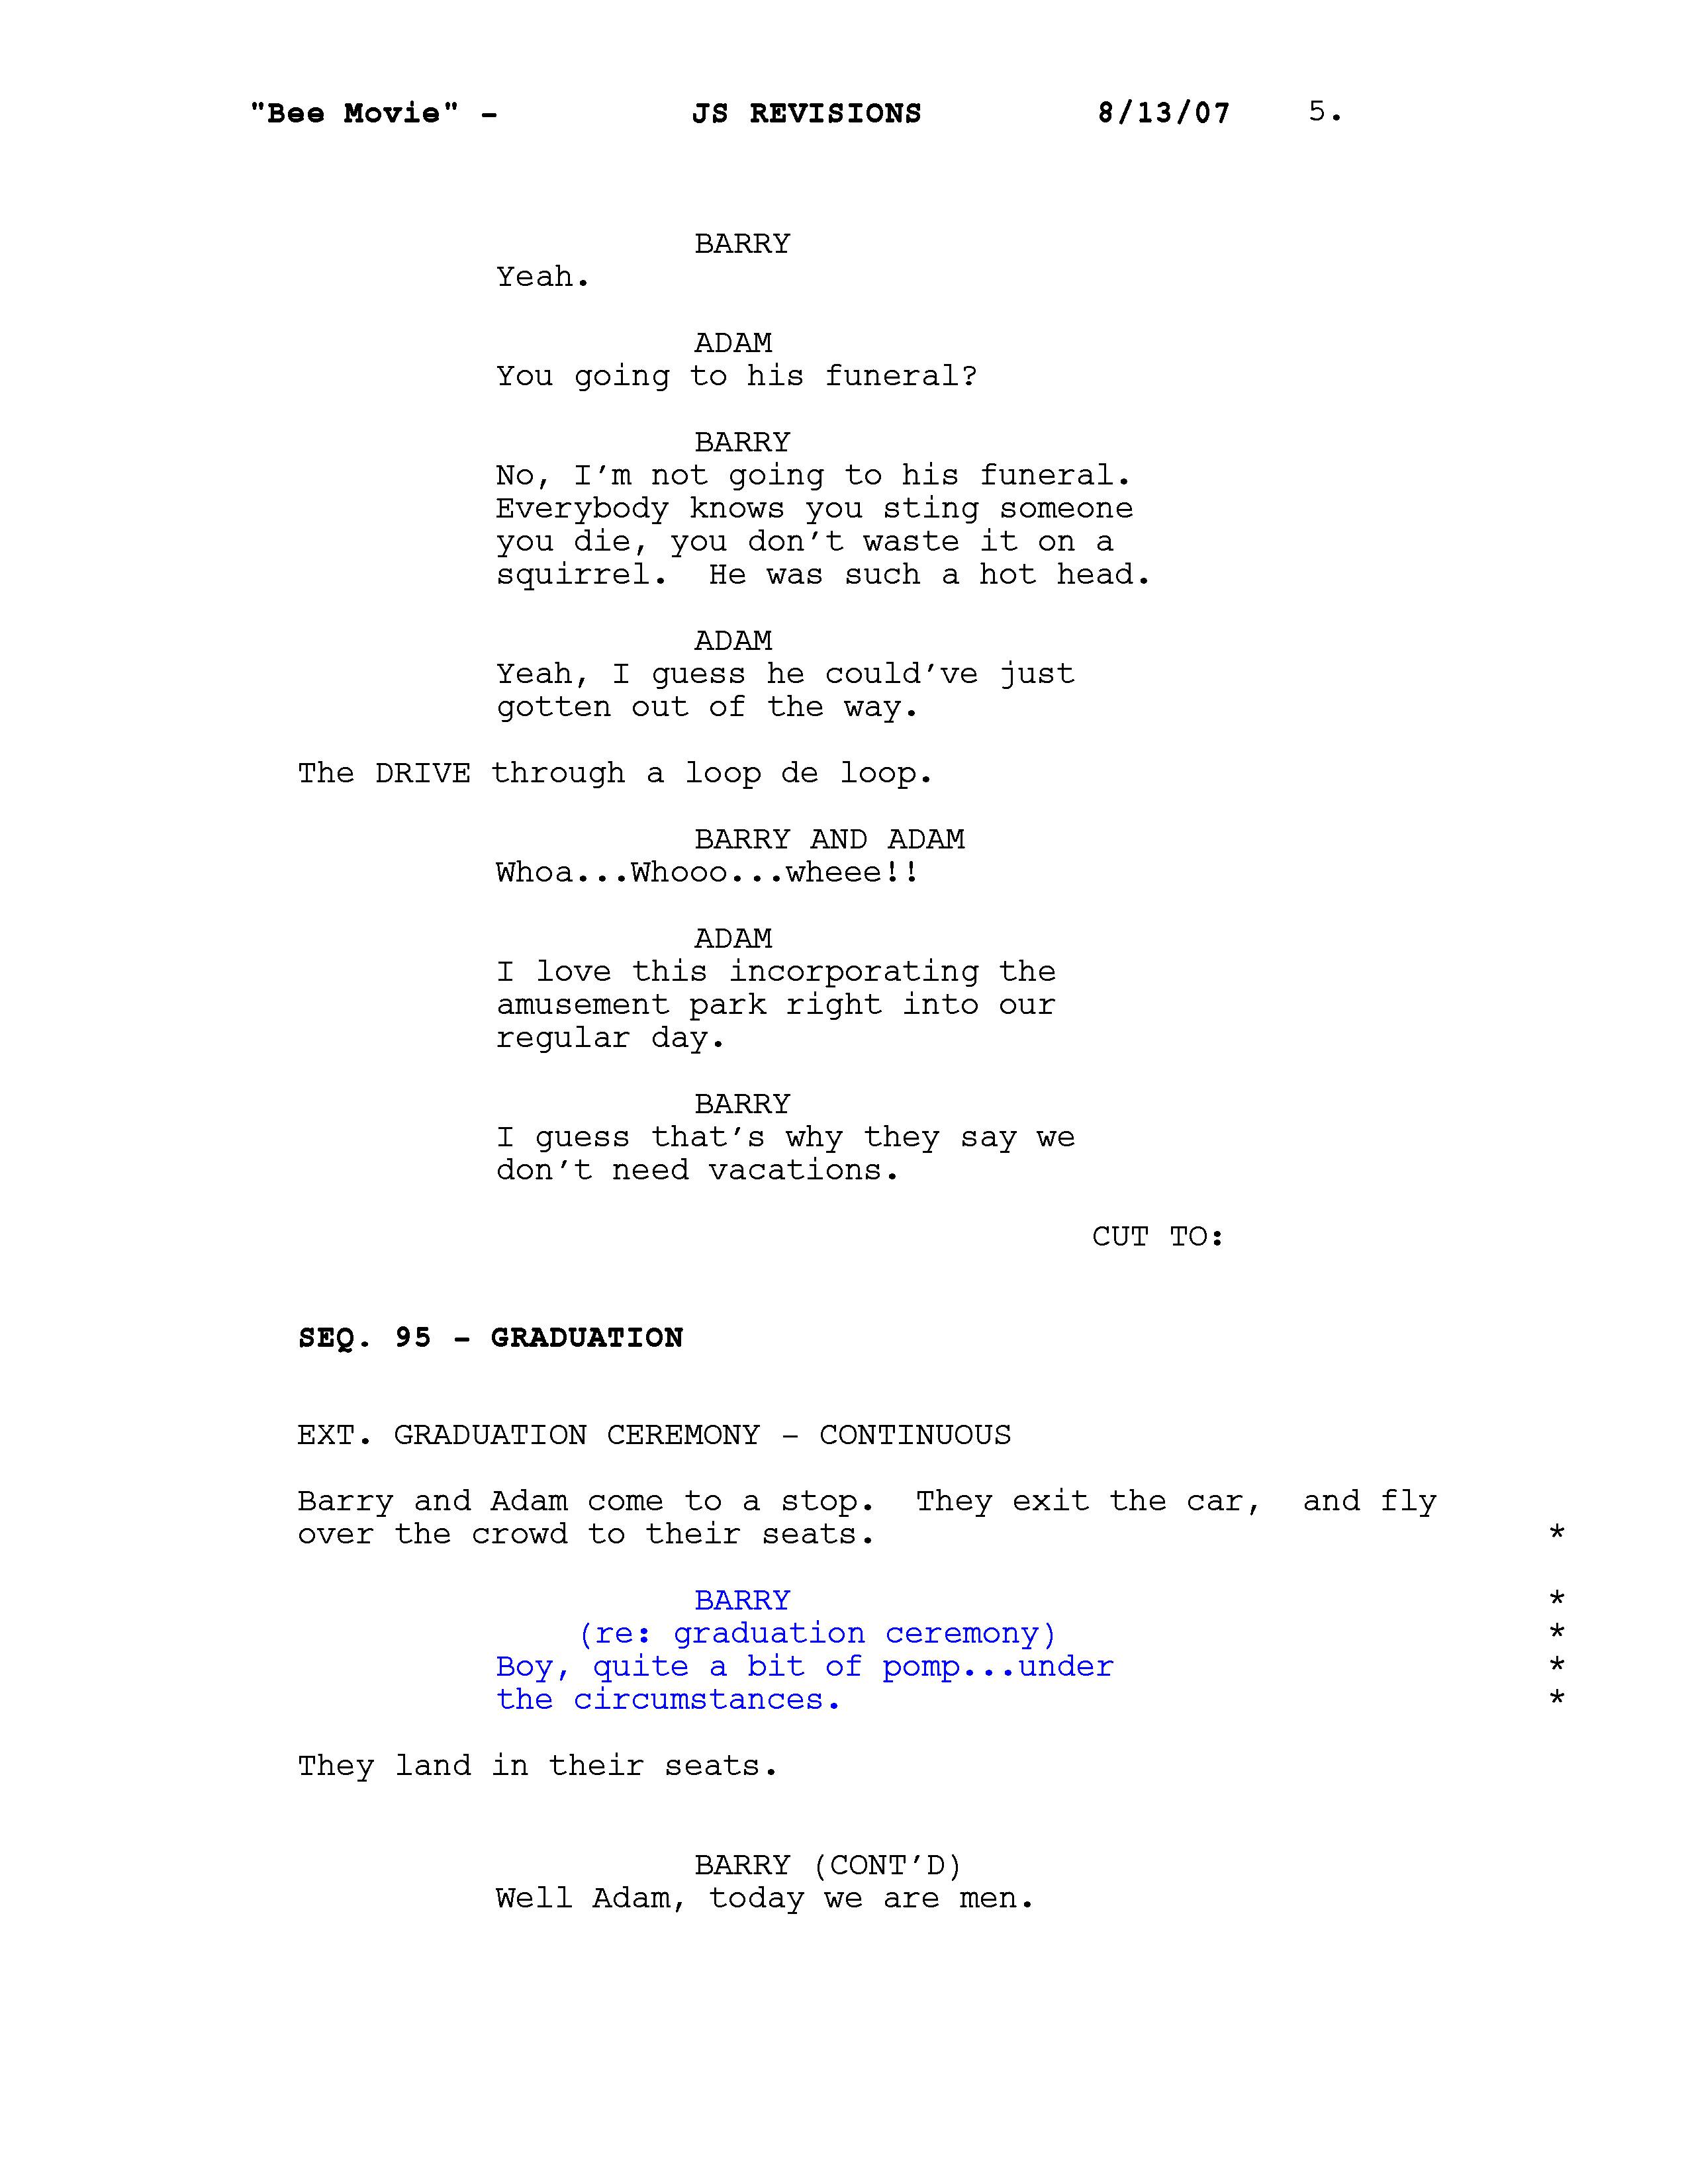 "Bee Movie" - JS REVISIONS 8/13/07 5.
BARRY
Yeah.
ADAM
You going to his funeral?
BARRY
No, I'm not going to his funeral.
Everybody knows you sting someone
you die, you don't waste it on a
squirrel.  He was such a hot head.
ADAM
Yeah, I guess he could've just
gotten out of the way.
The DRIVE through a loop de loop.
BARRY AND ADAM
Whoa...Whooo...wheee!!
ADAM
I love this incorporating the
amusement park right into our
regular day.
BARRY
I guess that's why they say we
don't need vacations.
CUT TO:
SEQ. 95 - GRADUATION
EXT. GRADUATION CEREMONY - CONTINUOUS
Barry and Adam come to a stop.  They exit the car,  and fly
over the crowd to their seats. *
BARRY *
(re: graduation ceremony) *
Boy, quite a bit of pomp...under *
the circumstances. *
They land in their seats.
BARRY (CONT'D)
Well Adam, today we are men.